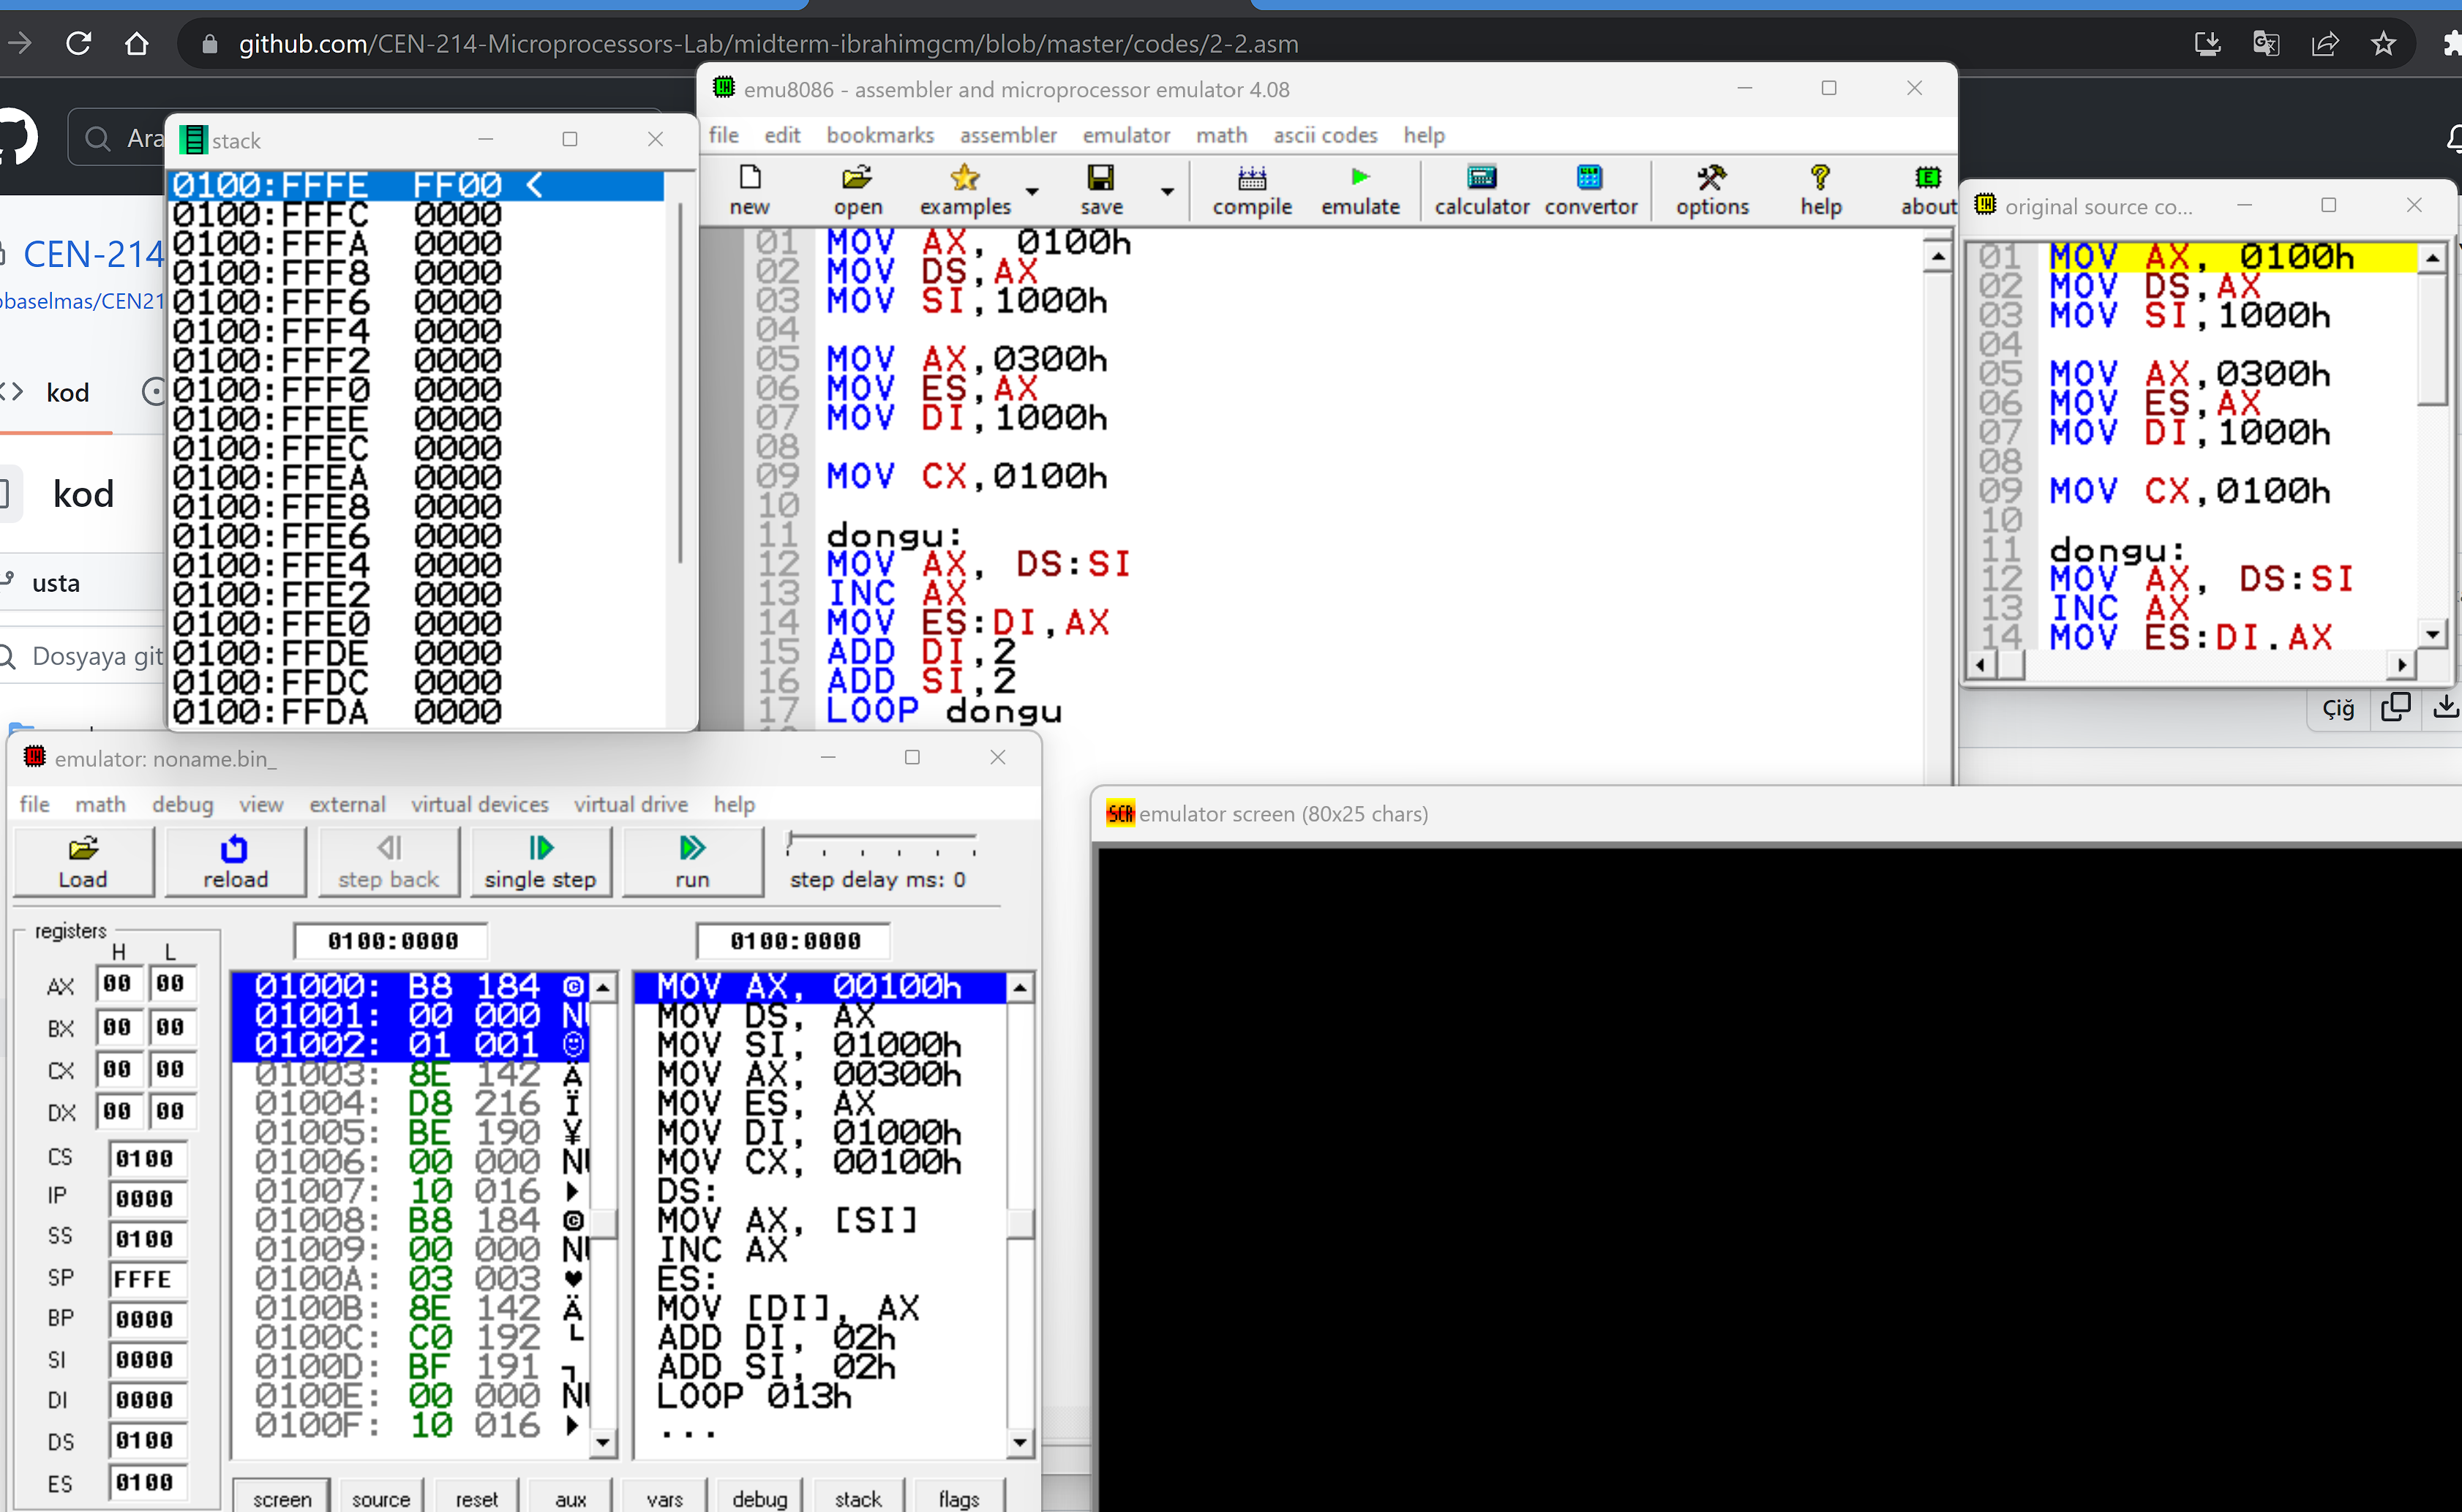 github.com/CEN-214-Microprocessors-Lab/midterm-ibrahimgcm/blob/master/codes/2-2.asm
Ara
CEN-214
baselmas/CEN21
kod
kod
usta
Dosyaya git
Çiğ
stack
0100:FFFE FF00 <
0100:FFFC 0000
0100:FFFA 0000
0100:FFF8 0000
0100:FFF6 0000
0100:FFF4 0000
0100:FFF2 0000
0100:FFF0 0000
0100:FFEE 0000
0100:FFEC 0000
0100:FFEA 0000
0100:FFE8 0000
0100:FFE6 0000
0100:FFE4 0000
0100:FFE2 0000
0100:FFE0 0000
0100:FFDE 0000
0100:FFDC 0000
0100:FFDA 0000
emu8086 - assembler and microprocessor emulator 4.08
file edit bookmarks assembler emulator math ascii codes help
new open examples save compile emulate calculator convertor options help about
01 MOV AX, 0100h
02 MOV DS,AX
03 MOV SI,1000h
04
05 MOV AX,0300h
06 MOV ES,AX
07 MOV DI,1000h
08
09 MOV CX,0100h
10
11 dongu:
12 MOV AX, DS:SI
13 INC AX
14 MOV ES:DI,AX
15 ADD DI,2
16 ADD SI,2
17 LOOP dongu
original source co...
01 MOV AX, 0100h
02 MOV DS,AX
03 MOV SI,1000h
04
05 MOV AX,0300h
06 MOV ES,AX
07 MOV DI,1000h
08
09 MOV CX,0100h
10
11 dongu:
12 MOV AX, DS:SI
13 INC AX
14 MOV ES:DI,AX
emulator: noname.bin_
file math debug view external virtual devices virtual drive help
Load reload step back single step run step delay ms: 0
registers
H L
AX 00 00
BX 00 00
CX 00 00
DX 00 00
CS 0100
IP 0000
SS 0100
SP FFFE
BP 0000
SI 0000
DI 0000
DS 0100
ES 0100
0100:0000
01000: B8 184 ©
01001: 00 000 NU
01002: 01 001 ☺
01003: 8E 142 Ä
01004: D8 216 Ï
01005: BE 190 ¥
01006: 00 000 NU
01007: 10 016 ►
01008: B8 184 ©
01009: 00 000 NU
0100A: 03 003 ♥
0100B: 8E 142 Ä
0100C: C0 192 └
0100D: BF 191 ┐
0100E: 00 000 NU
0100F: 10 016 ►
0100:0000
MOV AX, 00100h
MOV DS, AX
MOV SI, 01000h
MOV AX, 00300h
MOV ES, AX
MOV DI, 01000h
MOV CX, 00100h
DS:
MOV AX, [SI]
INC AX
ES:
MOV [DI], AX
ADD DI, 02h
ADD SI, 02h
LOOP 013h
...
screen source reset aux vars debug stack flags
SCR emulator screen (80x25 chars)